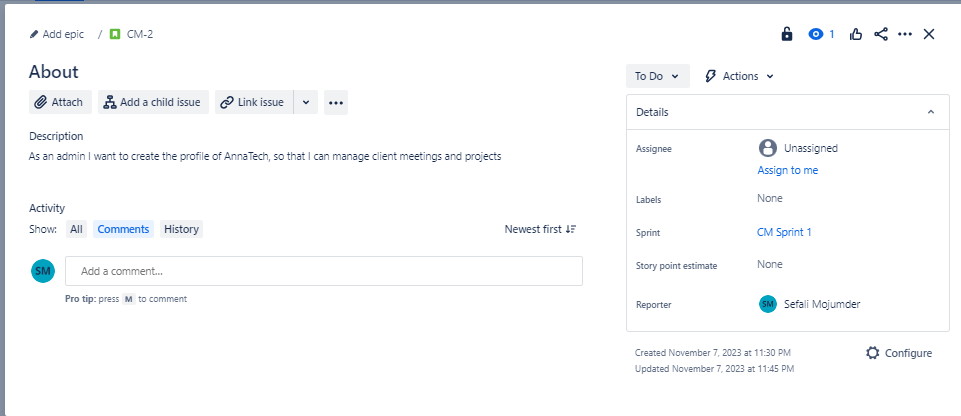 Add epic / CM-2
1
About
Attach Add a child issue Link issue
Description
As an admin I want to create the profile of AnnaTech, so that I can manage client meetings and projects
Activity
Show: All Comments History Newest first
SM Add a comment...
Pro tip: press M to comment
To Do Actions
Details
Assignee Unassigned
Assign to me
Labels None
Sprint CM Sprint 1
Story point estimate None
Reporter SM Sefali Mojumder
Created November 7, 2023 at 11:30 PM Configure
Updated November 7, 2023 at 11:45 PM